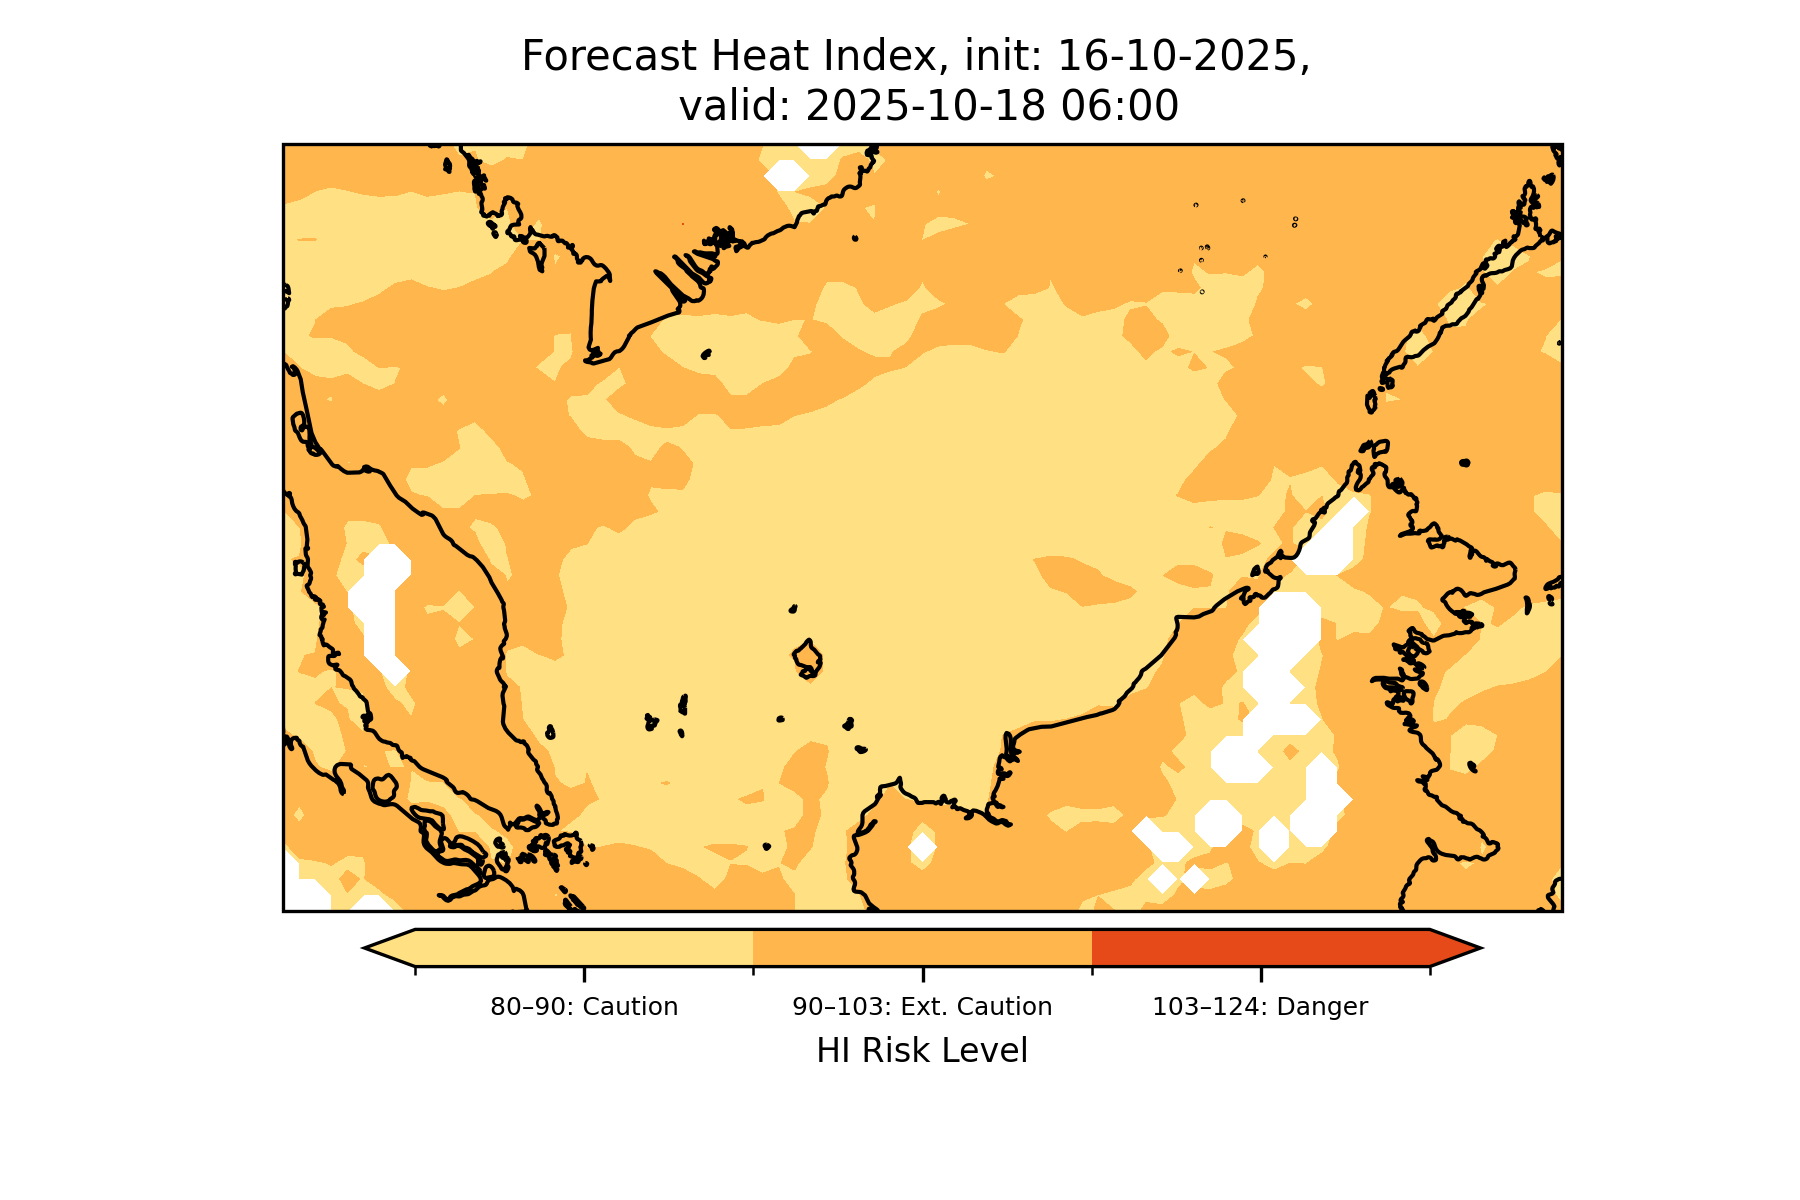 Forecast Heat Index, init: 16-10-2025,
valid: 2025-10-18 06:00
80–90: Caution
90–103: Ext. Caution
103–124: Danger
HI Risk Level